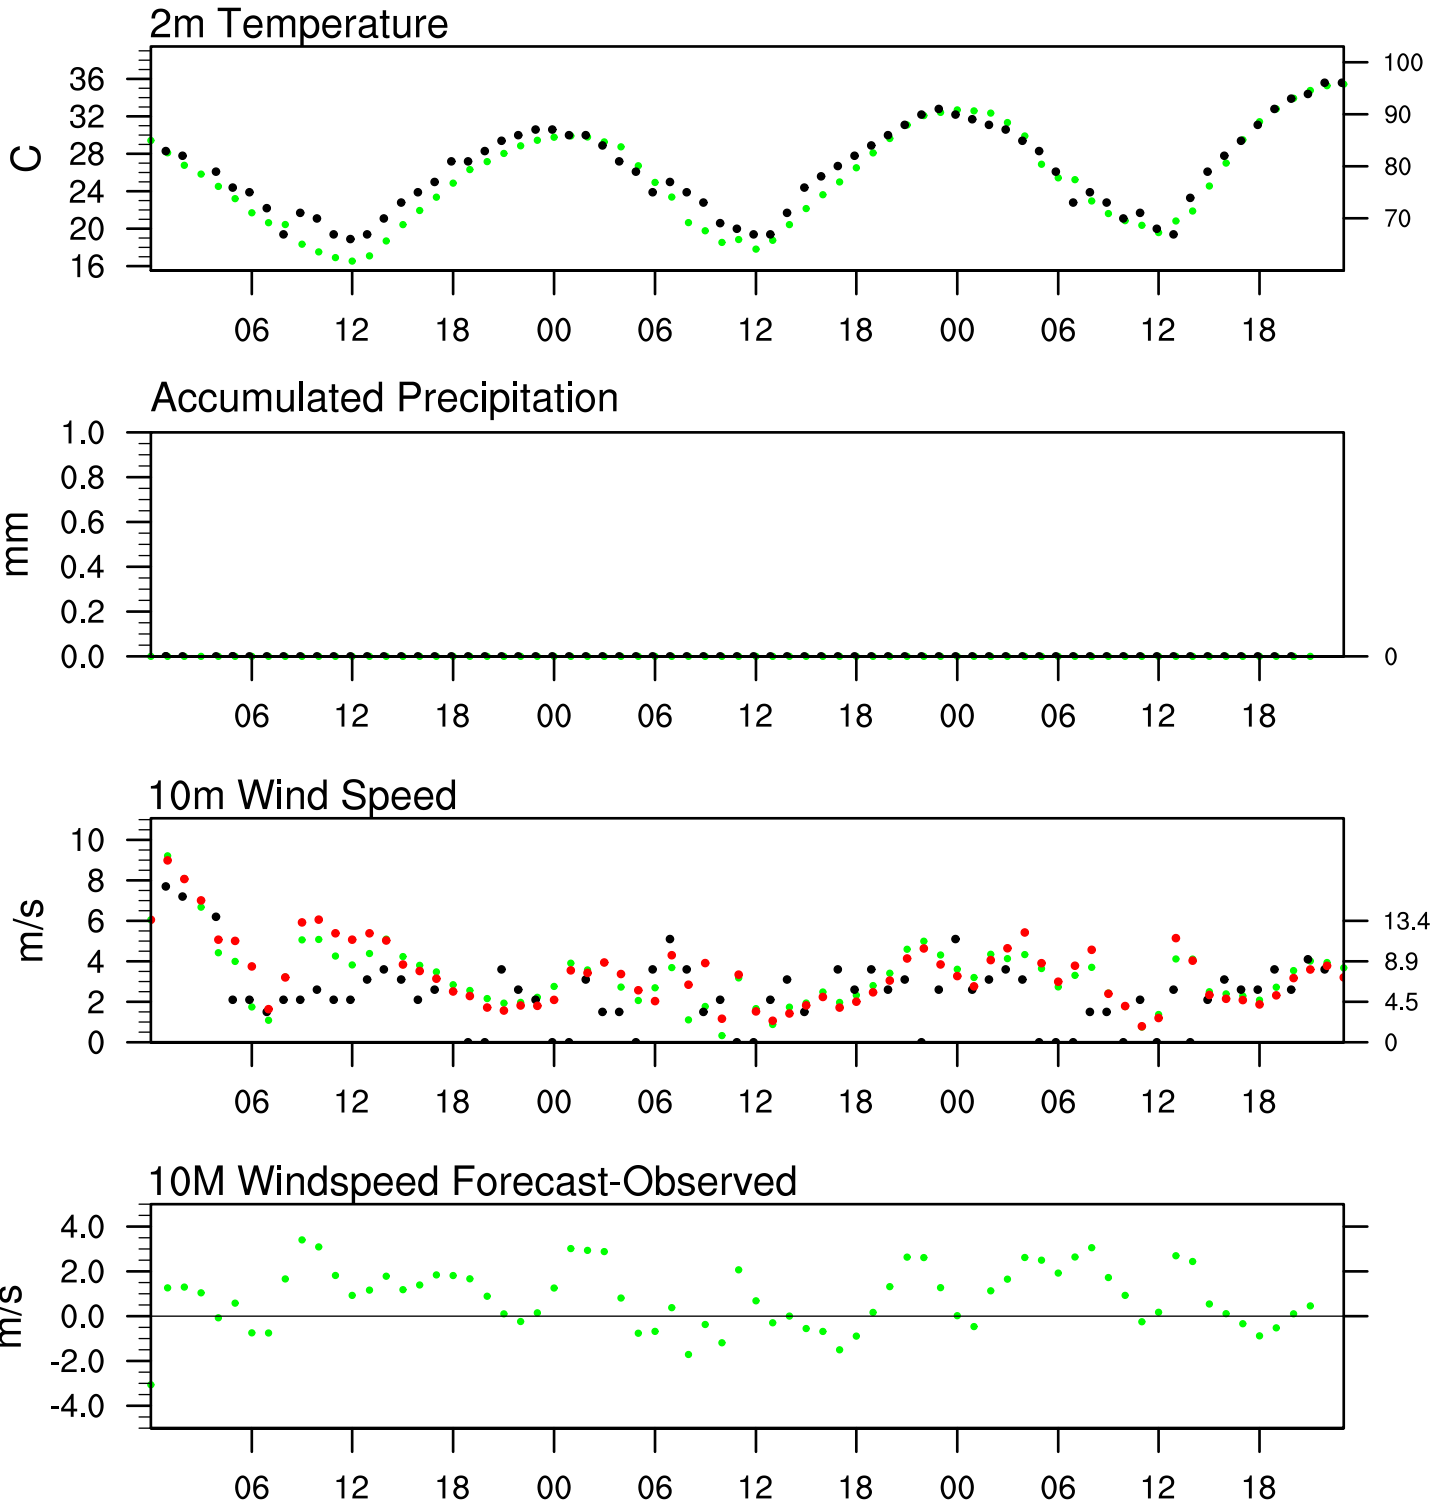 2m Temperature
C
36
32
28
24
20
16
100
90
80
70
06 12 18 00 06 12 18 00 06 12 18
Accumulated Precipitation
mm
1.0
0.8
0.6
0.4
0.2
0.0
0
06 12 18 00 06 12 18 00 06 12 18
10m Wind Speed
m/s
10
8
6
4
2
0
13.4
8.9
4.5
0
06 12 18 00 06 12 18 00 06 12 18
10M Windspeed Forecast-Observed
m/s
4.0
2.0
0.0
-2.0
-4.0
06 12 18 00 06 12 18 00 06 12 18